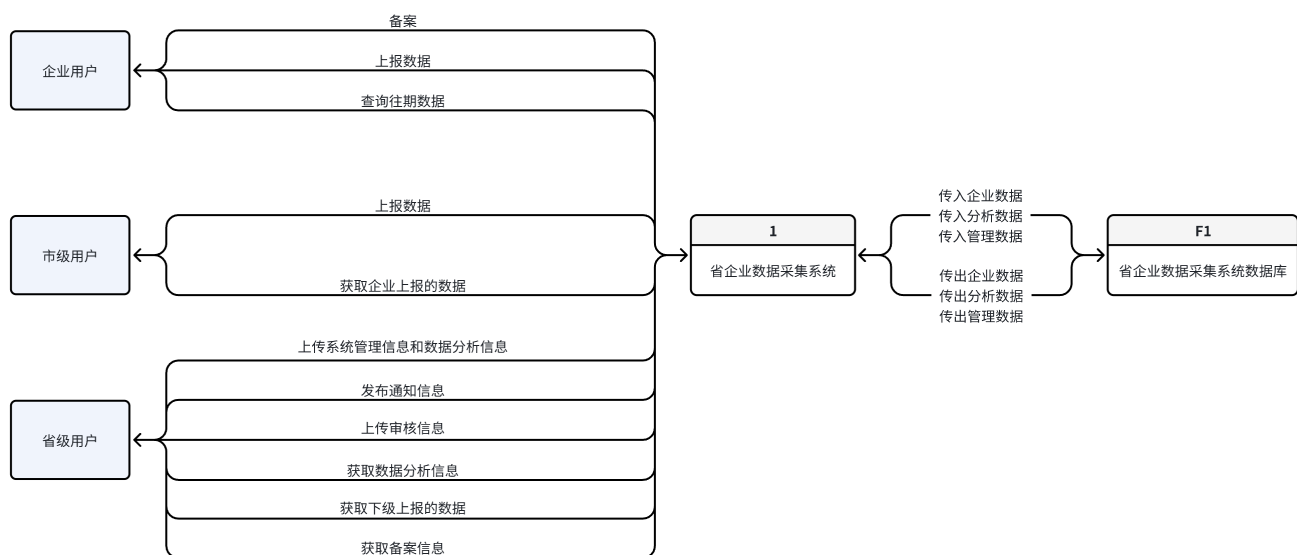 备案
企业用户
上报数据
查询往期数据
上报数据
市级用户
获取企业上报的数据
1
省企业数据采集系统
传入企业数据
传入分析数据
传入管理数据
传出企业数据
传出分析数据
传出管理数据
F1
省企业数据采集系统数据库
上传系统管理信息和数据分析信息
发布通知信息
上传审核信息
省级用户
获取数据分析信息
获取下级上报的数据
获取备案信息